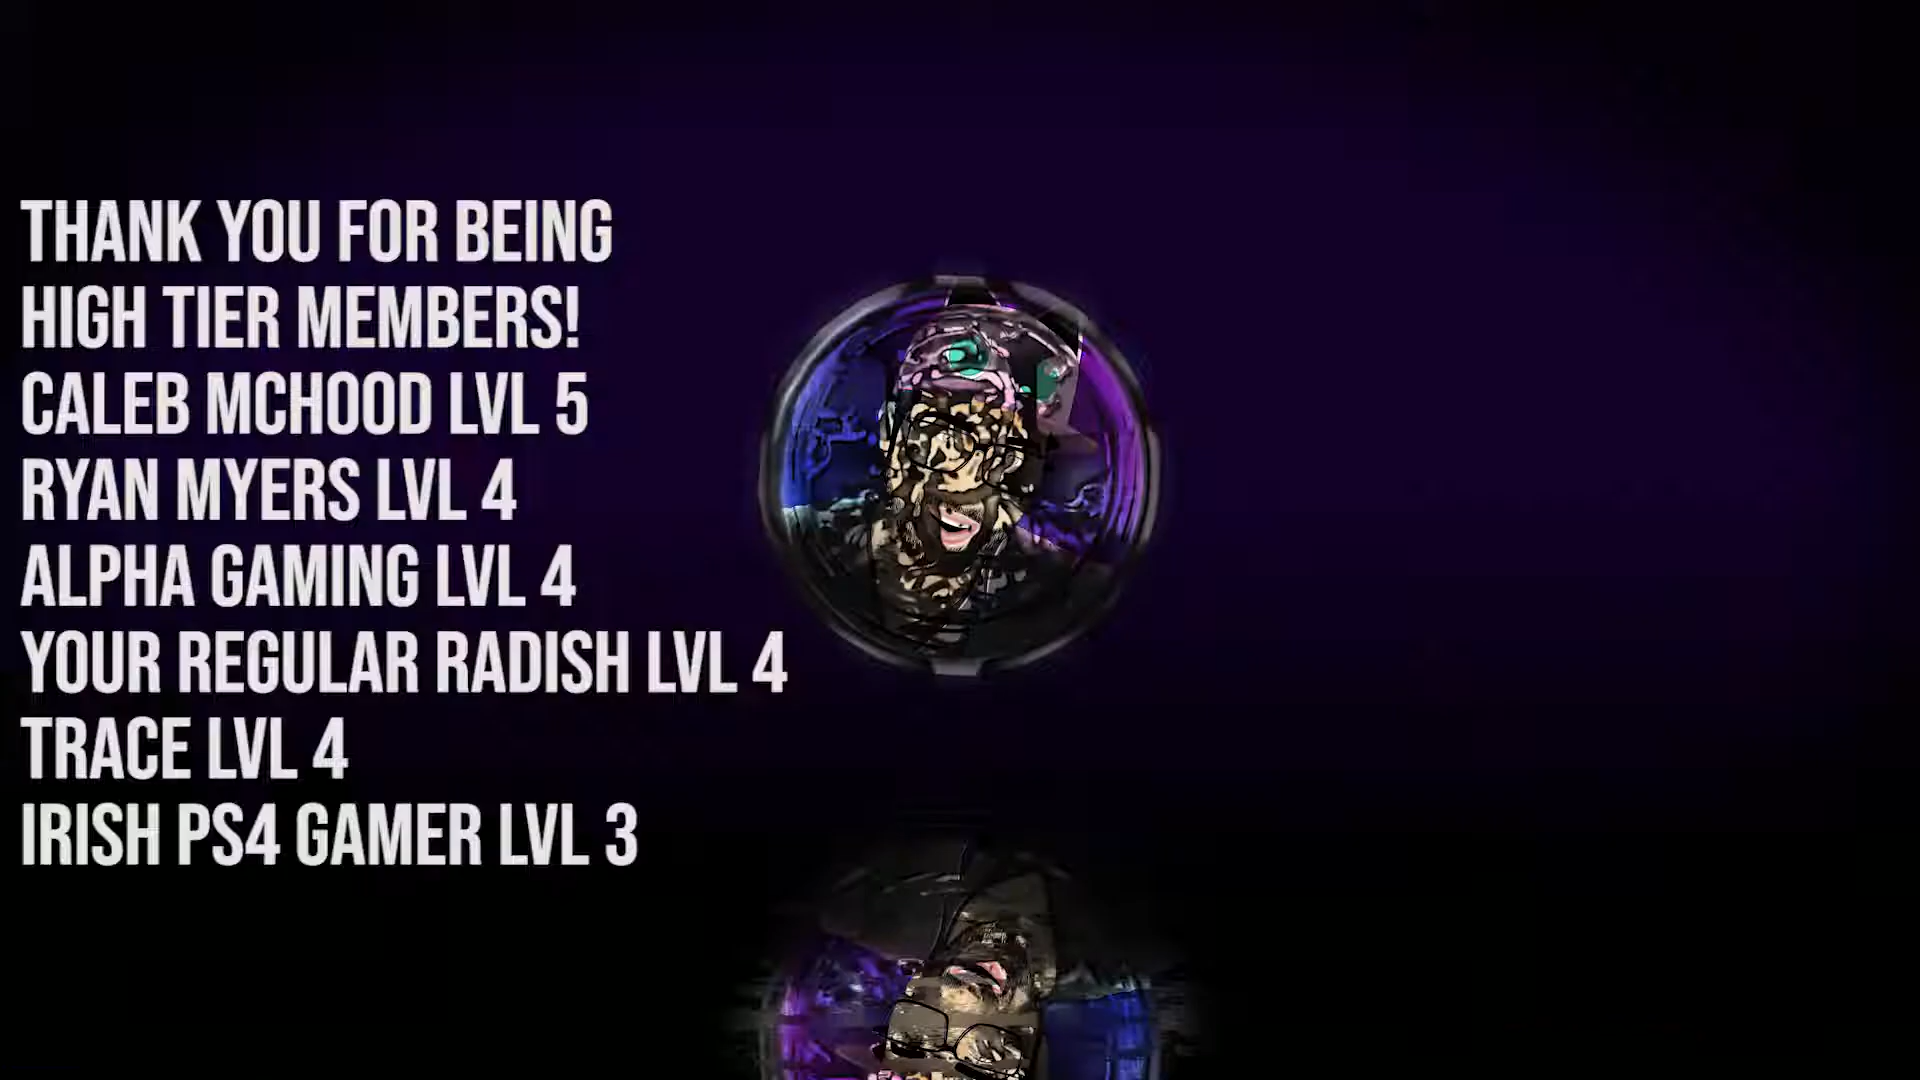 THANK YOU FOR BEING
HIGH TIER MEMBERS!
CALEB MCHOOD LVL 5
RYAN MYERS LVL 4
ALPHA GAMING LVL 4
YOUR REGULAR RADISH LVL 4
TRACE LVL 4
IRISH PS4 GAMER LVL 3